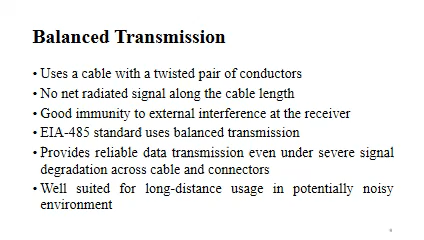 Balanced Transmission
• Uses a cable with a twisted pair of conductors
• No net radiated signal along the cable length
• Good immunity to external interference at the receiver
• EIA-485 standard uses balanced transmission
• Provides reliable data transmission even under severe signal
degradation across cable and connectors
• Well suited for long-distance usage in potentially noisy
environment